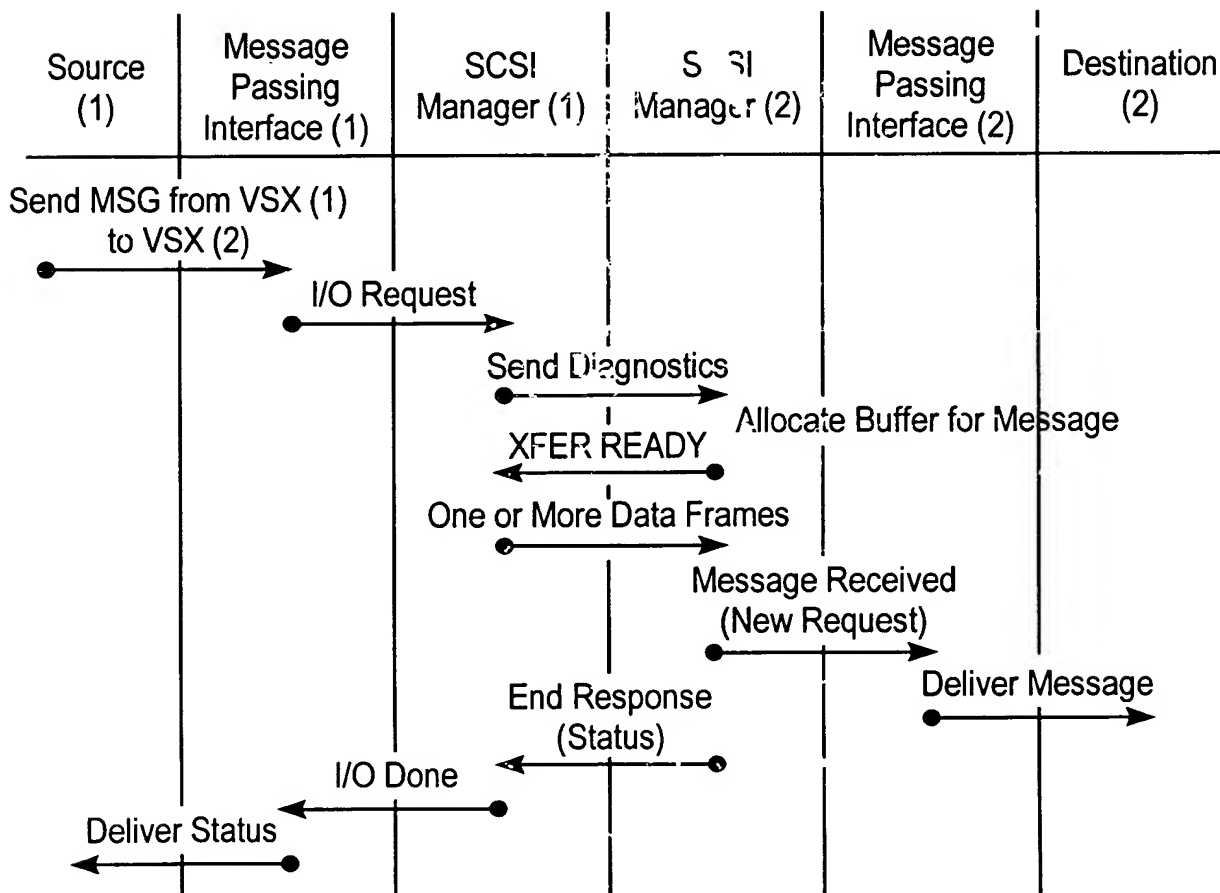 Source
(1)
Message
Passing
Interface (1)
SCSI
Manager (1)
Manager (2)
Message
Passing
Interface (2)
Destination
(2)
Send MSG from VSX (1)
to VSX (2)
I/O Request
Send Diagnostics
Allocate Buffer for Message
XFER READY
One or More Data Frames
Message Received
(New Request)
Deliver Message
End Response
(Status)
I/O Done
Deliver Status